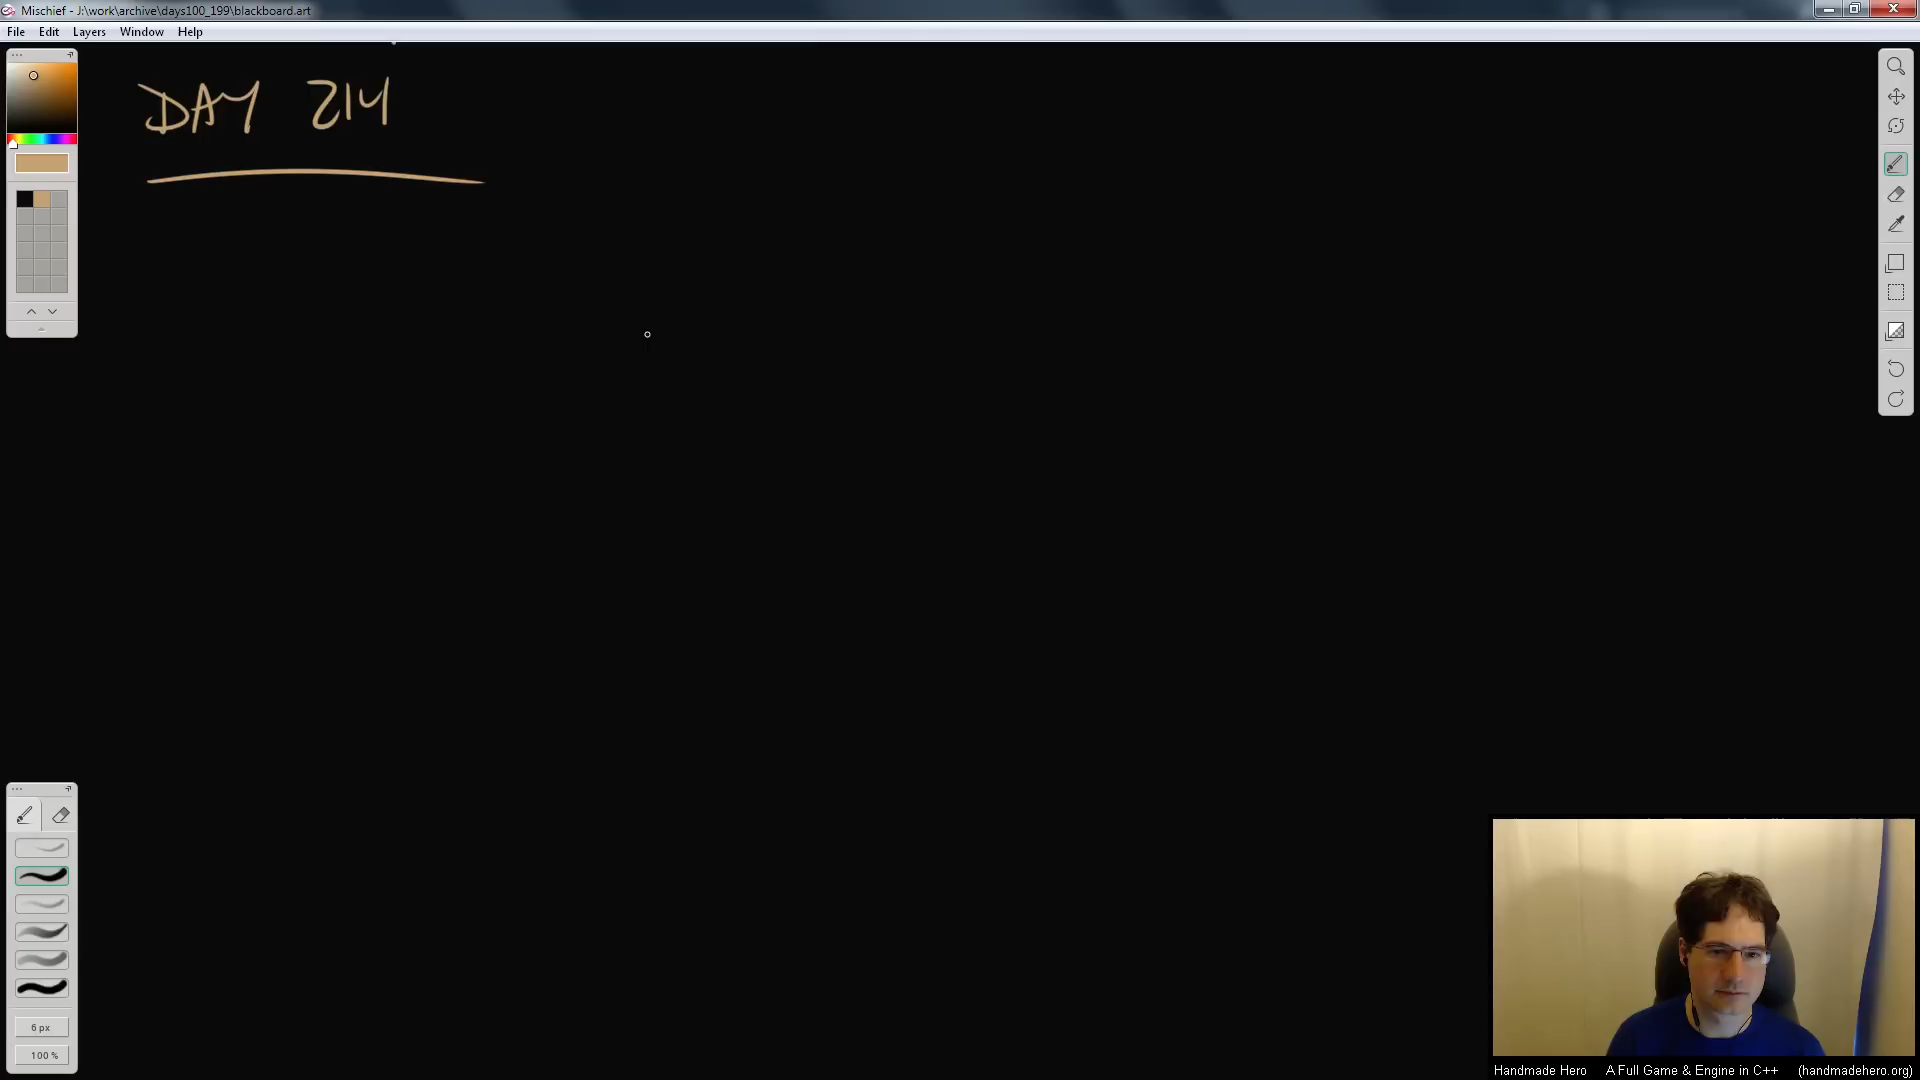 Mischief - J:\work\archive\days100_199\blackboard.art
File Edit Layers Window Help
DAY 214
6 px
100 %
Handmade Hero A Full Game & Engine in C++ (handmadehero.org)